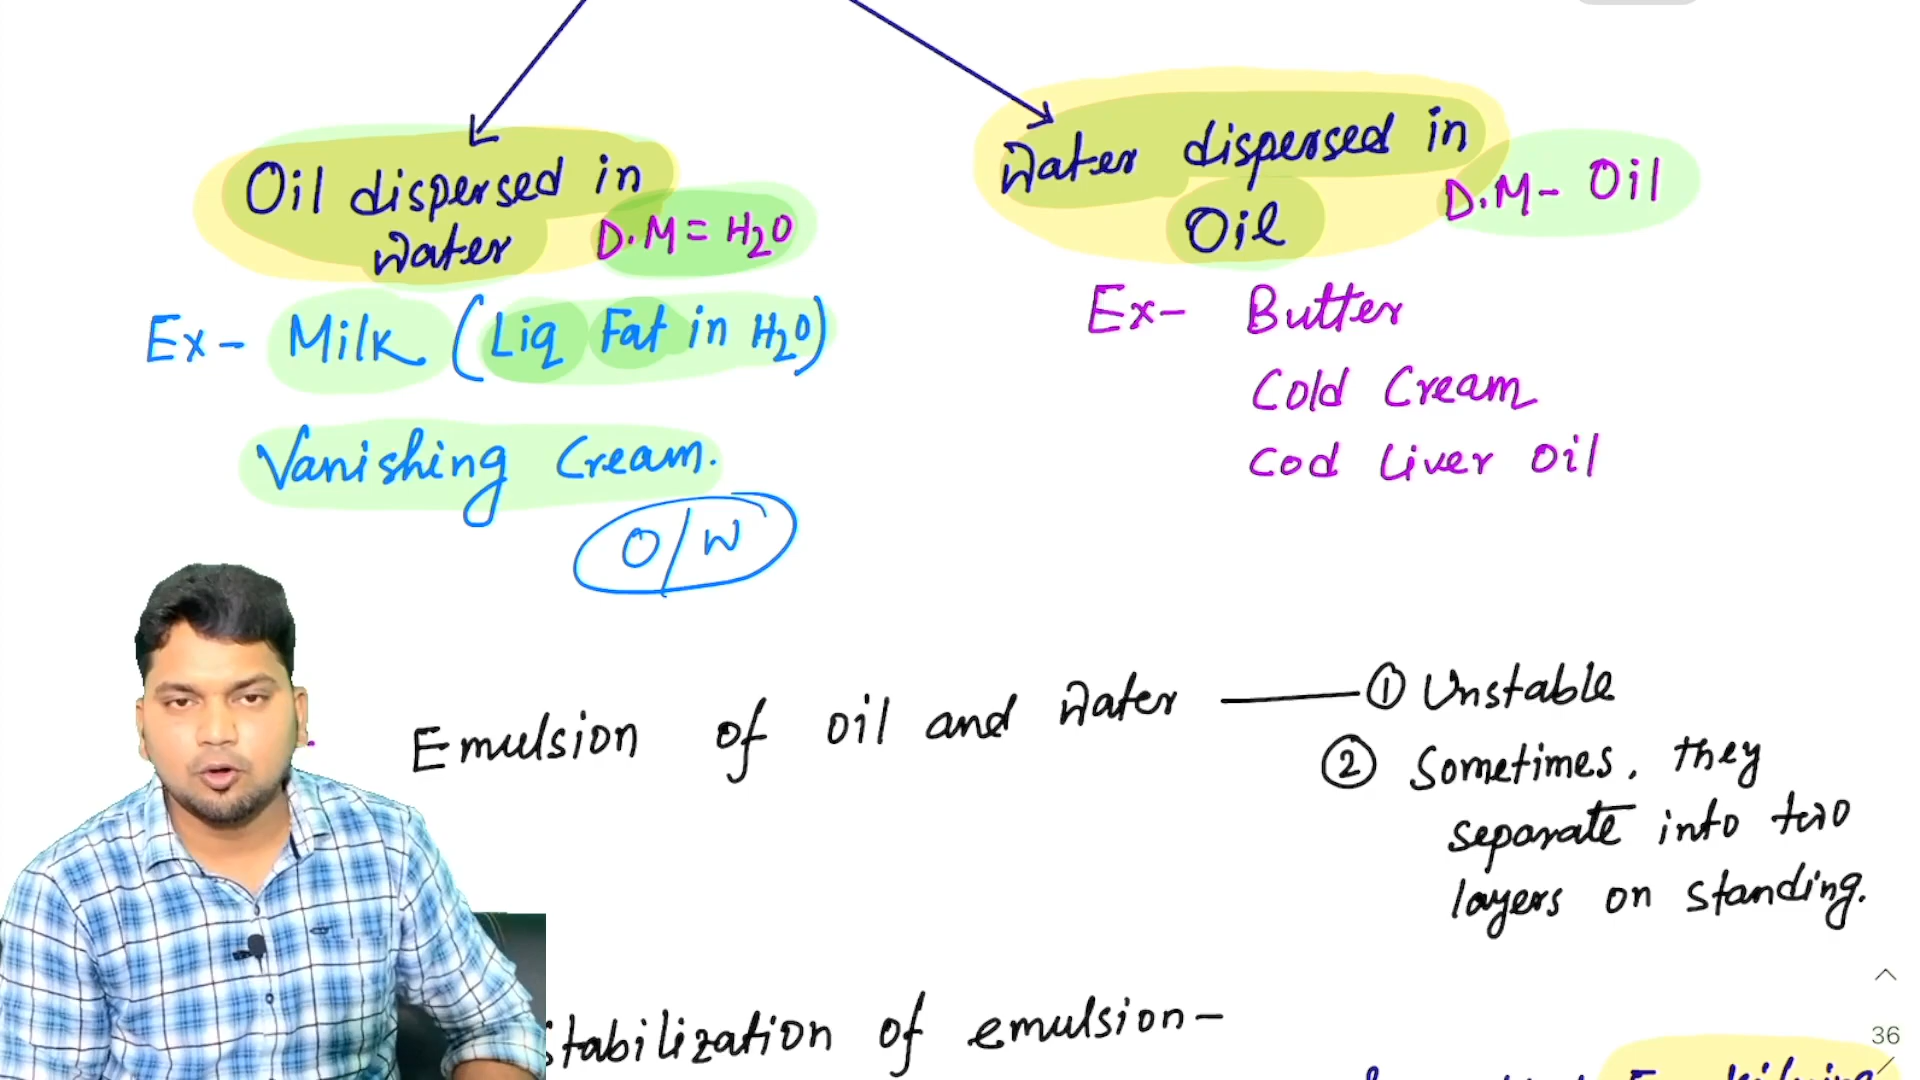 Oil dispersed in
water D.M = H2O
Ex- Milk (Liq Fat in H2O)
Vanishing Cream.
O/W
Water dispersed in
Oil D.M- Oil
Ex- Butter
Cold Cream
Cod Liver Oil
Emulsion of oil and water — ① Unstable
② Sometimes, they
separate into two
layers on standing.
Stabilization of emulsion-
36